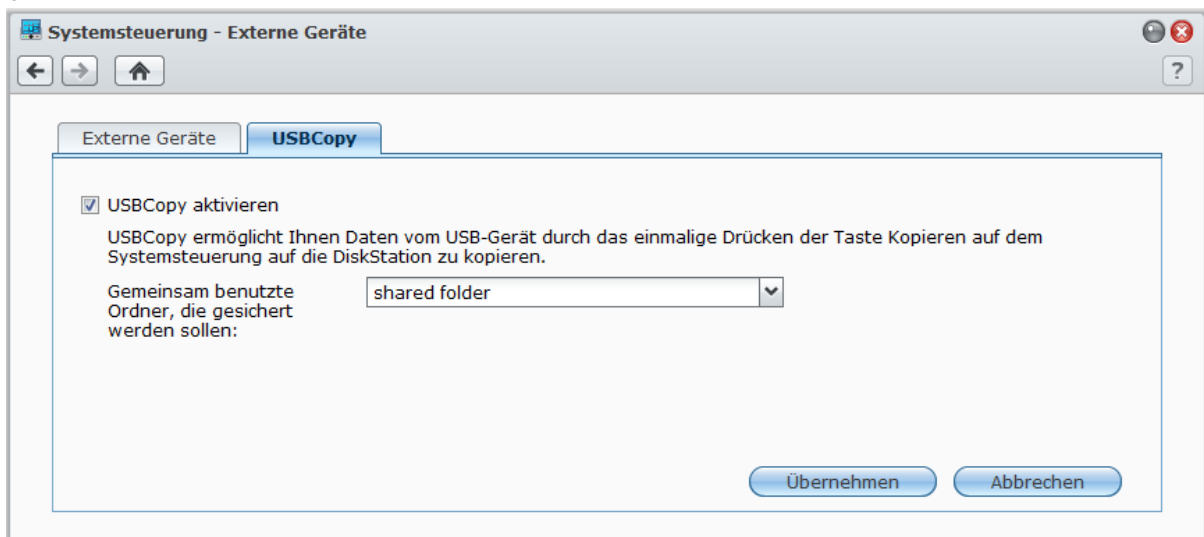 Systemsteuerung - Externe Geräte
?
Externe Geräte
USBCopy
USBCopy aktivieren
USBCopy ermöglicht Ihnen Daten vom USB-Gerät durch das einmalige Drücken der Taste Kopieren auf dem
Systemsteuerung auf die DiskStation zu kopieren.
Gemeinsam benutzte
Ordner, die gesichert
werden sollen:
shared folder
Übernehmen
Abbrechen